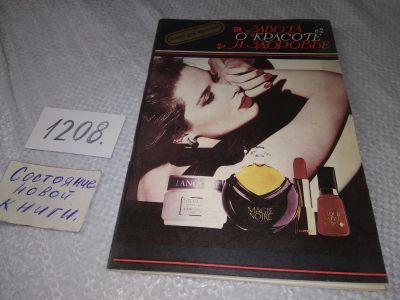 ЗАБОТА
О КРАСОТЕ
И ЗДОРОВЬЕ
1208.
Состояние
новой
книги.
LANCÔME
MAGIE
NOIRE